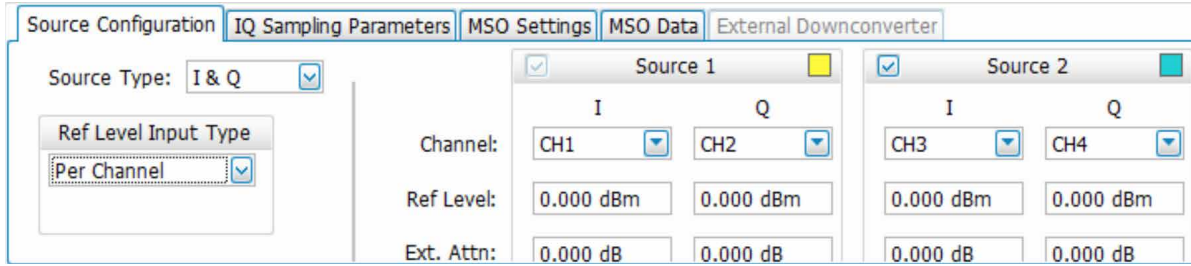 Source Configuration IQ Sampling Parameters MSO Settings MSO Data External Downconverter
Source Type: I & Q
Source 1 Source 2
I Q I Q
Ref Level Input Type
Channel: CH1 CH2 CH3 CH4
Per Channel
Ref Level: 0.000 dBm 0.000 dBm 0.000 dBm 0.000 dBm
Ext. Attn: 0.000 dB 0.000 dB 0.000 dB 0.000 dB